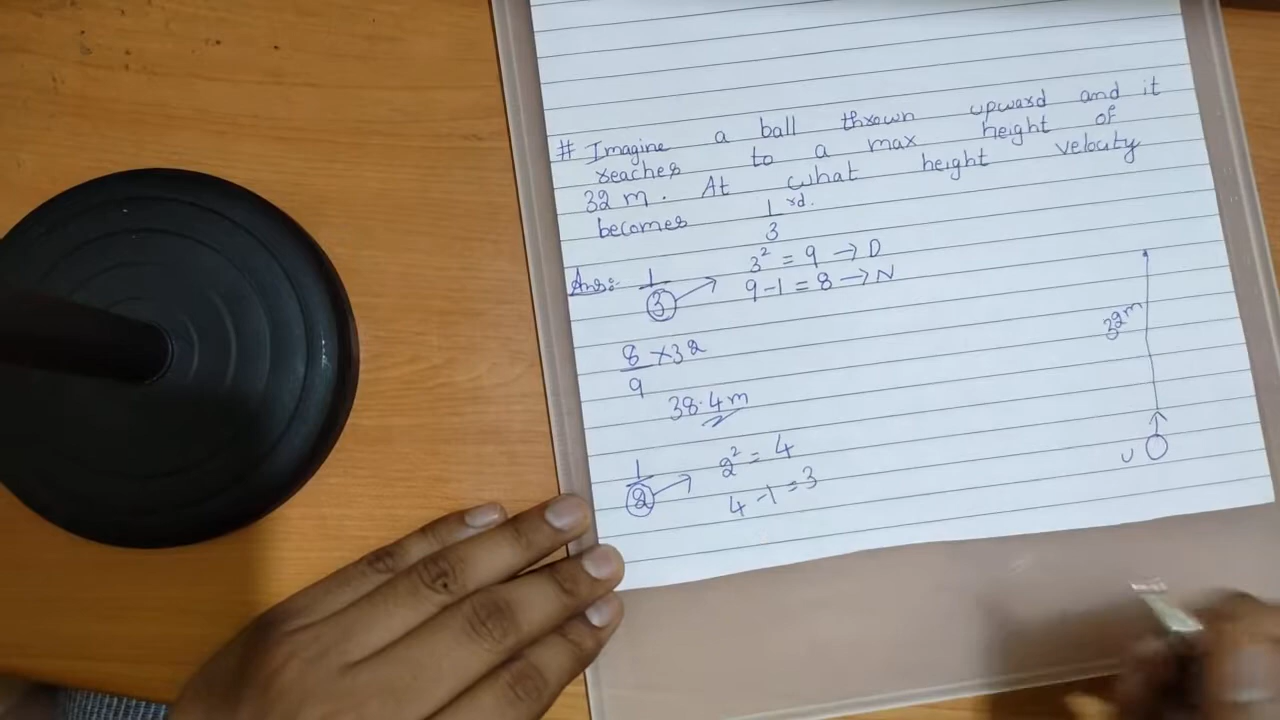 # Imagine a ball thrown upward and it
reaches to a max height of
32 m. At what height velocity
becomes 1/3 rd.
Ans:- 1/3 → 3² = 9 → D
9-1 = 8 → N
8/9 × 32
38.4m
1/2 → 2² = 4
4-1 = 3
32m
U